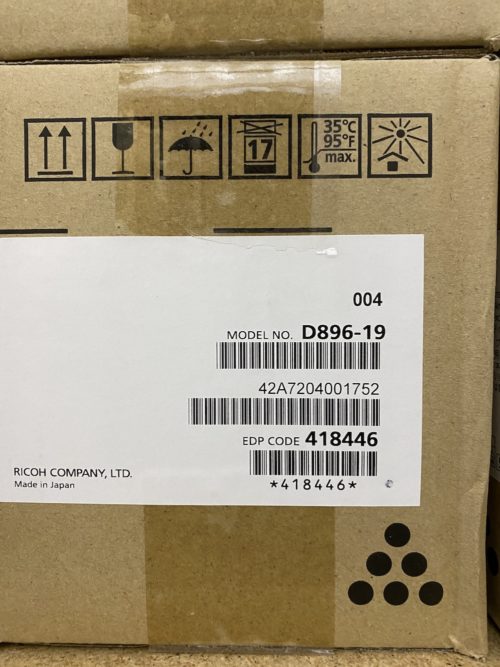 17
35°C
95°F
max.
004
MODEL NO. D896-19
42A7204001752
EDP CODE 418446
*418446*
RICOH COMPANY, LTD.
Made in Japan